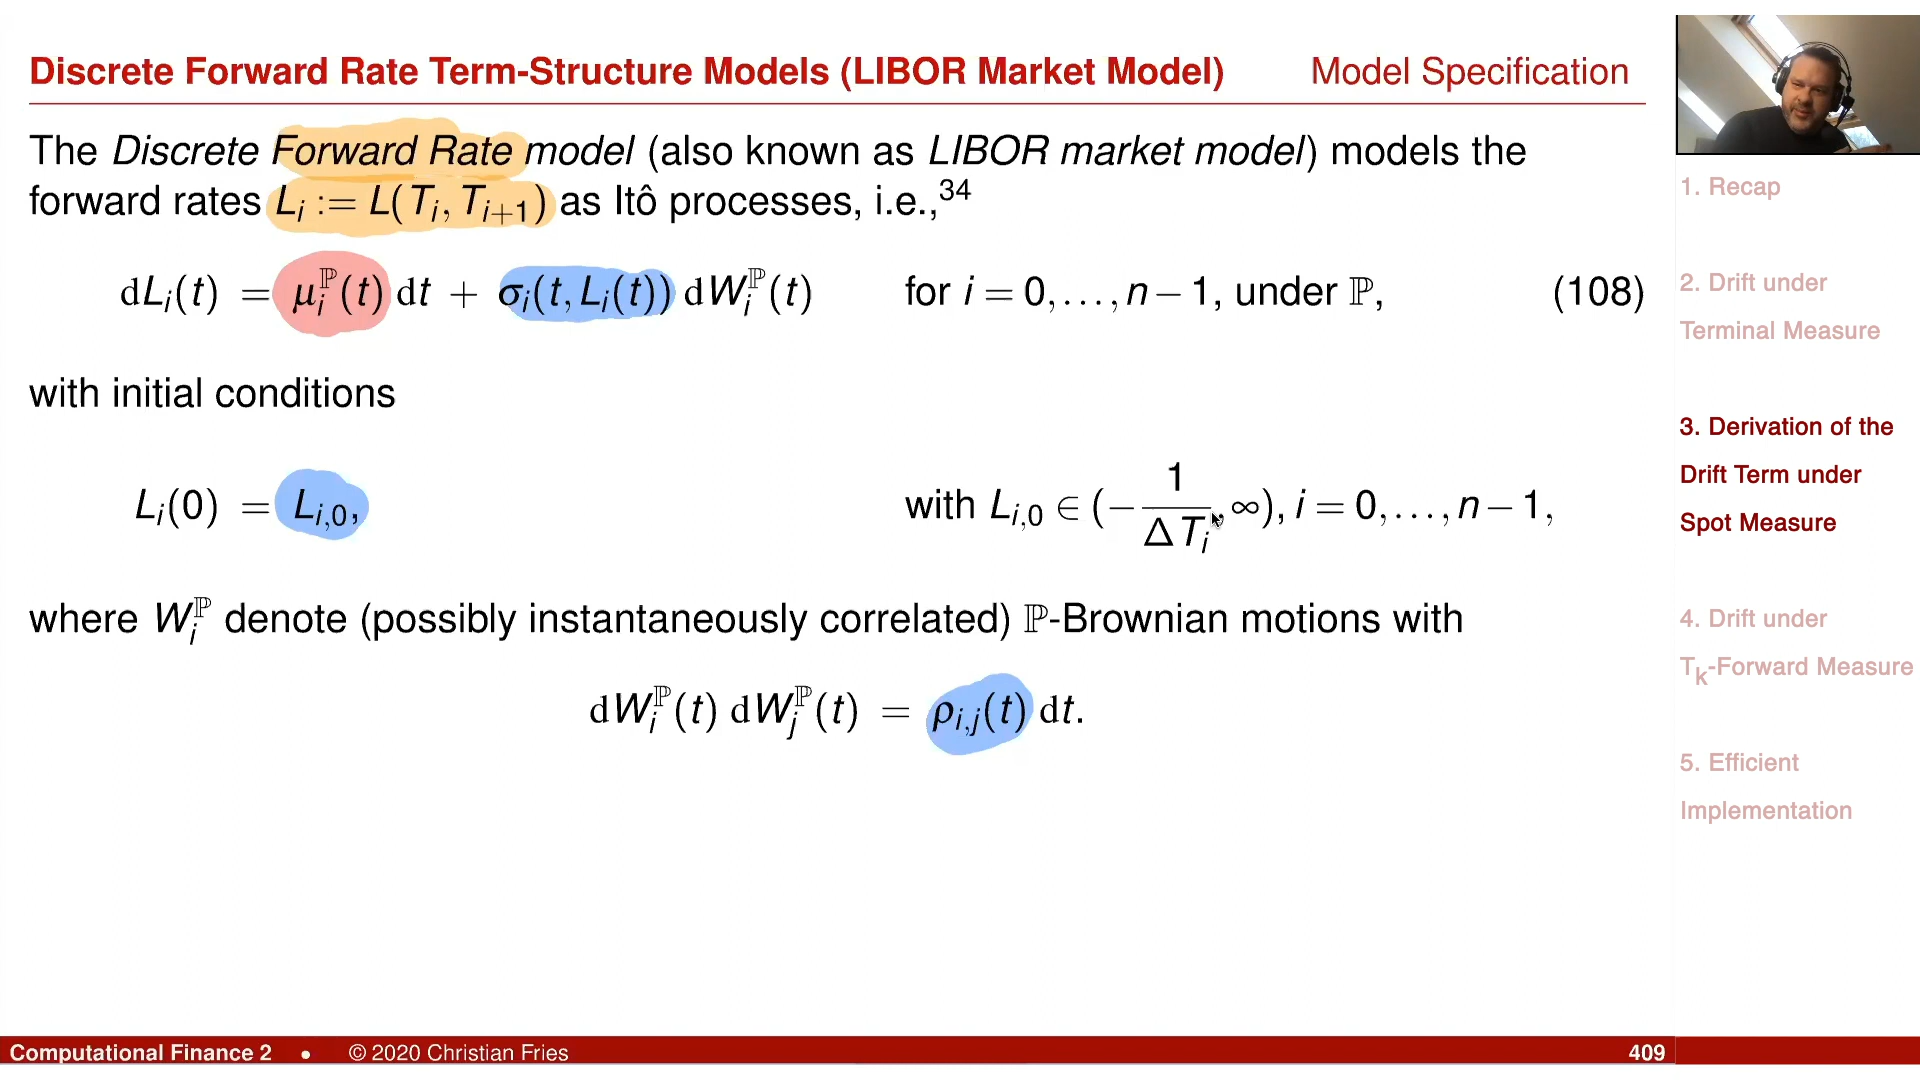 Discrete Forward Rate Term-Structure Models (LIBOR Market Model) Model Specification
The Discrete Forward Rate model (also known as LIBOR market model) models the
forward rates L_i := L(T_i, T_{i+1}) as Itô processes, i.e.,^34
dL_i(t) = μ_i^ℙ(t) dt + σ_i(t, L_i(t)) dW_i^ℙ(t) for i = 0, …, n − 1, under ℙ, (108)
with initial conditions
L_i(0) = L_{i,0}, with L_{i,0} ∈ (−1/ΔT_i, ∞), i = 0, …, n − 1,
where W_i^ℙ denote (possibly instantaneously correlated) ℙ-Brownian motions with
dW_i^ℙ(t) dW_j^ℙ(t) = ρ_{i,j}(t) dt.
1. Recap
2. Drift under
Terminal Measure
3. Derivation of the
Drift Term under
Spot Measure
4. Drift under
T_k-Forward Measure
5. Efficient
Implementation
Computational Finance 2 • © 2020 Christian Fries 409